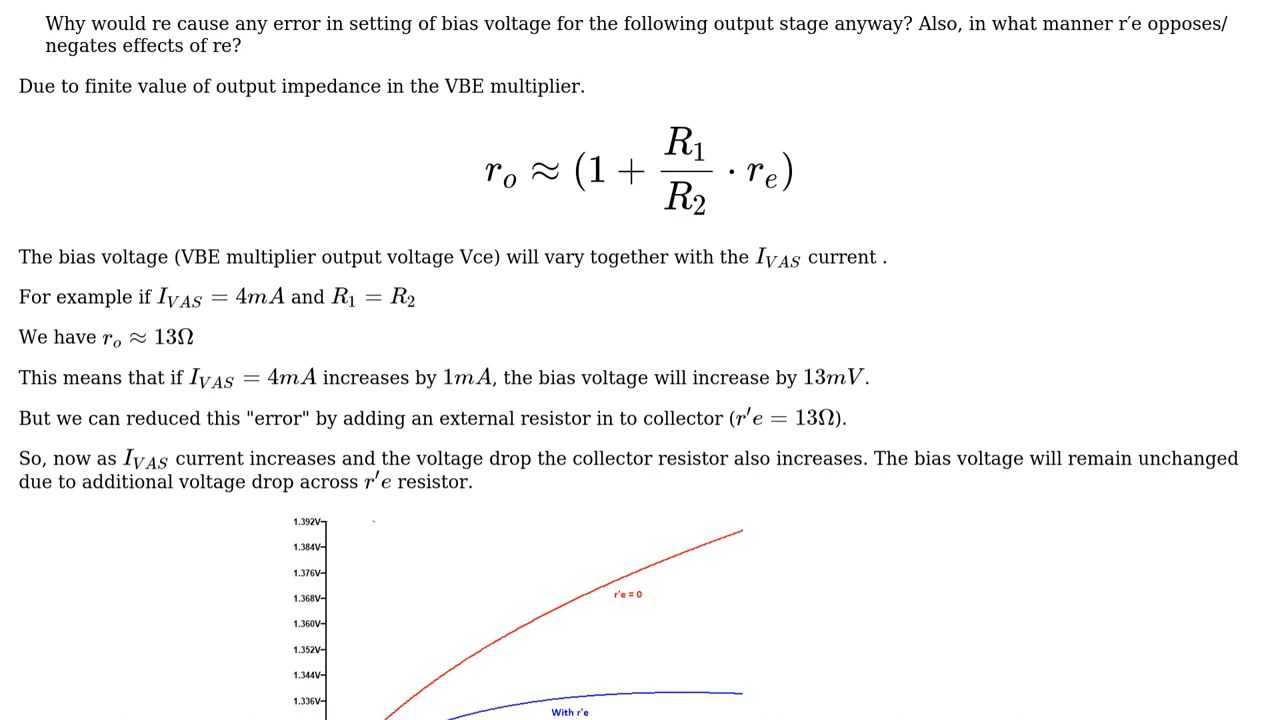 Why would re cause any error in setting of bias voltage for the following output stage anyway? Also, in what manner r′e opposes/
negates effects of re?
Due to finite value of output impedance in the VBE multiplier.
r_o ≈ (1 + R_1/R_2 · r_e)
The bias voltage (VBE multiplier output voltage Vce) will vary together with the I_VAS current .
For example if I_VAS = 4mA and R_1 = R_2
We have r_o ≈ 13Ω
This means that if I_VAS = 4mA increases by 1mA, the bias voltage will increase by 13mV.
But we can reduced this "error" by adding an external resistor in to collector (r'e = 13Ω).
So, now as I_VAS current increases and the voltage drop the collector resistor also increases. The bias voltage will remain unchanged
due to additional voltage drop across r'e resistor.
1.392V
1.384V
1.376V
1.368V
r'e = 0
1.360V
1.352V
1.344V
1.336V
With r'e